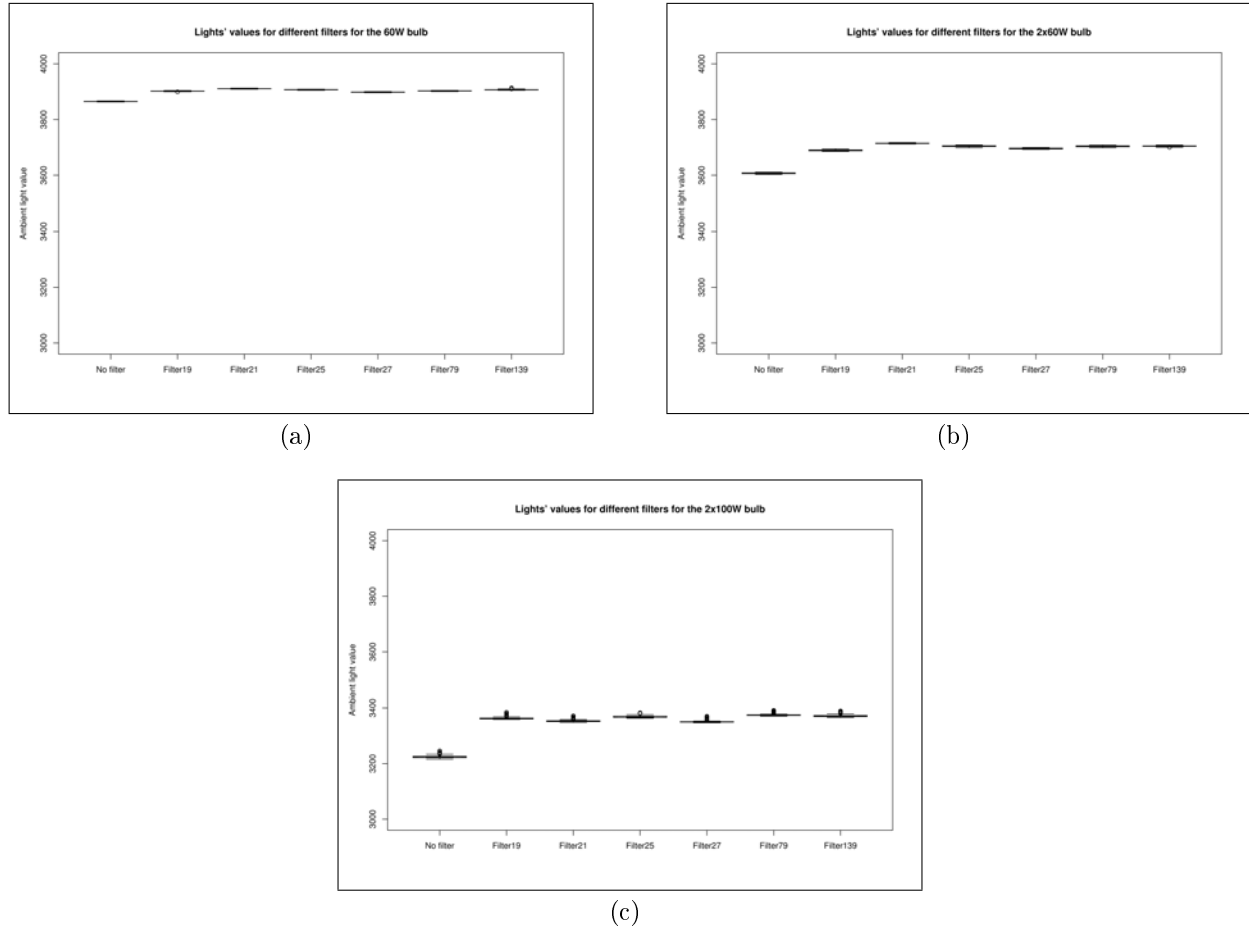 Lights' values for different filters for the 60W bulb
4000
3800
3600
3400
3200
3000
Ambient light value
No filter Filter19 Filter21 Filter25 Filter27 Filter79 Filter139
(a)
Lights' values for different filters for the 2x60W bulb
4000
3800
3600
3400
3200
3000
Ambient light value
No filter Filter19 Filter21 Filter25 Filter27 Filter79 Filter139
(b)
Lights' values for different filters for the 2x100W bulb
4000
3800
3600
3400
3200
3000
Ambient light value
No filter Filter19 Filter21 Filter25 Filter27 Filter79 Filter139
(c)